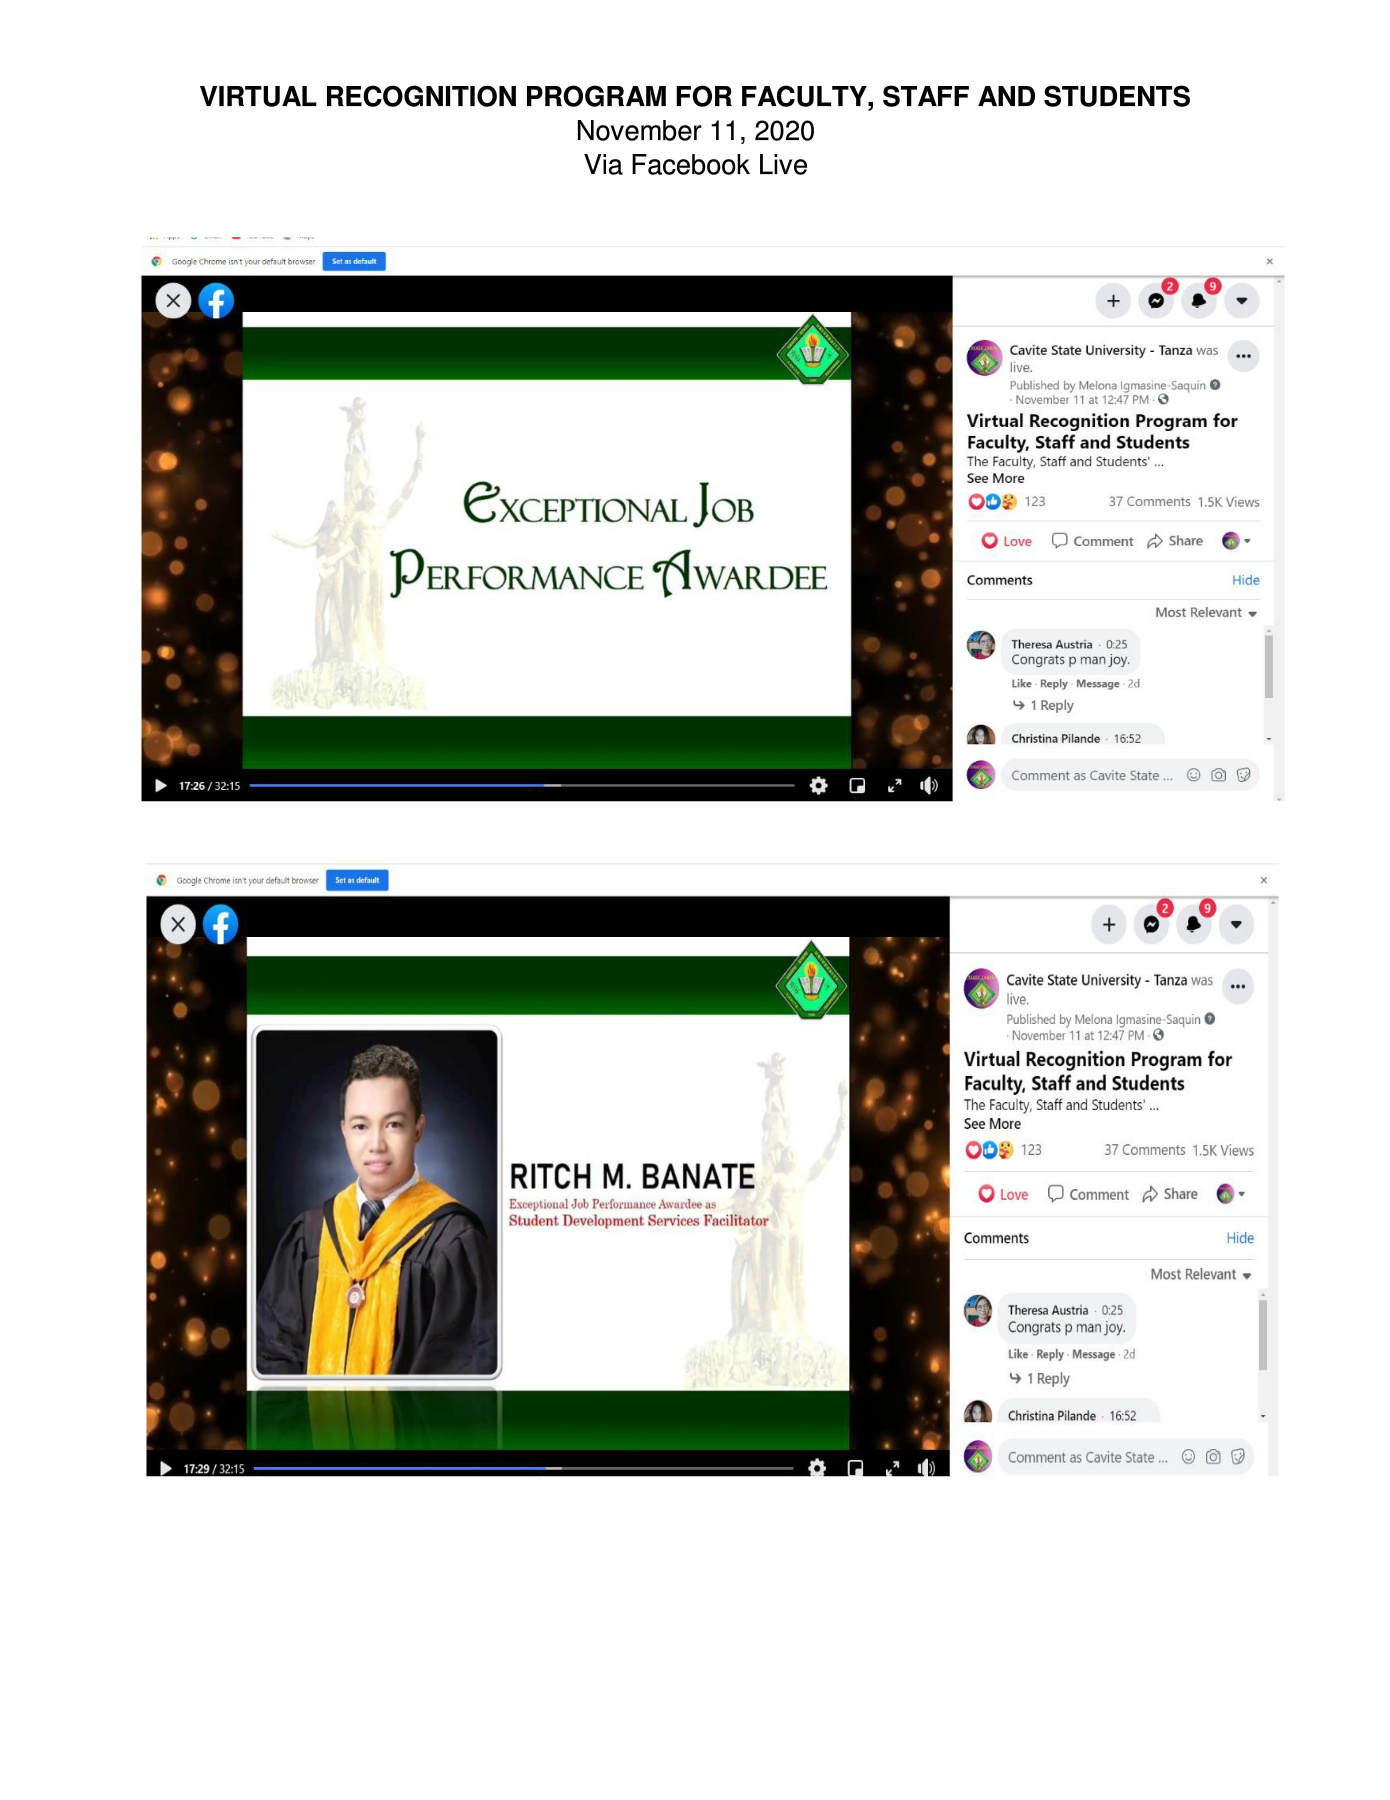 VIRTUAL RECOGNITION PROGRAM FOR FACULTY, STAFF AND STUDENTS
November 11, 2020
Via Facebook Live
Apps Gmail YouTube Maps
Google Chrome isn't your default browser Set as default
2 9
Cavite State University - Tanza was
live.
Published by Melona Igmasine-Saquin
· November 11 at 12:47 PM ·
Virtual Recognition Program for
Faculty, Staff and Students
The Faculty, Staff and Students' ...
See More
123 37 Comments 1.5K Views
Love Comment Share
Comments Hide
Most Relevant
Theresa Austria · 0:25
Congrats p man joy.
Like · Reply · Message · 2d
1 Reply
Christina Pilande · 16:52
Comment as Cavite State ...
EXCEPTIONAL JOB
PERFORMANCE AWARDEE
17:26 / 32:15
Google Chrome isn't your default browser Set as default
2 9
Cavite State University - Tanza was
live.
Published by Melona Igmasine-Saquin
· November 11 at 12:47 PM ·
Virtual Recognition Program for
Faculty, Staff and Students
The Faculty, Staff and Students' ...
See More
123 37 Comments 1.5K Views
Love Comment Share
Comments Hide
Most Relevant
Theresa Austria · 0:25
Congrats p man joy.
Like · Reply · Message · 2d
1 Reply
Christina Pilande · 16:52
Comment as Cavite State ...
RITCH M. BANATE
Exceptional Job Performance Awardee as
Student Development Services Facilitator
17:29 / 32:15